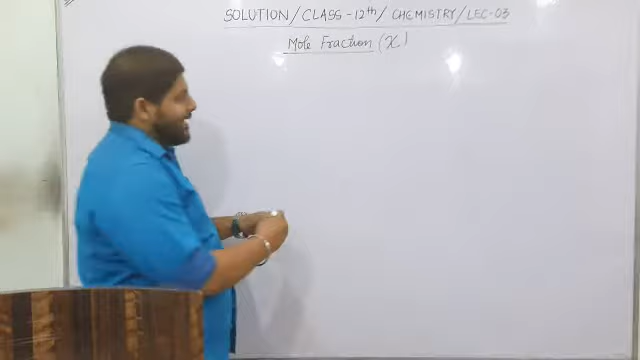 SOLUTION/CLASS-12th/CHEMISTRY/LEC-03
Mole Fraction (X)